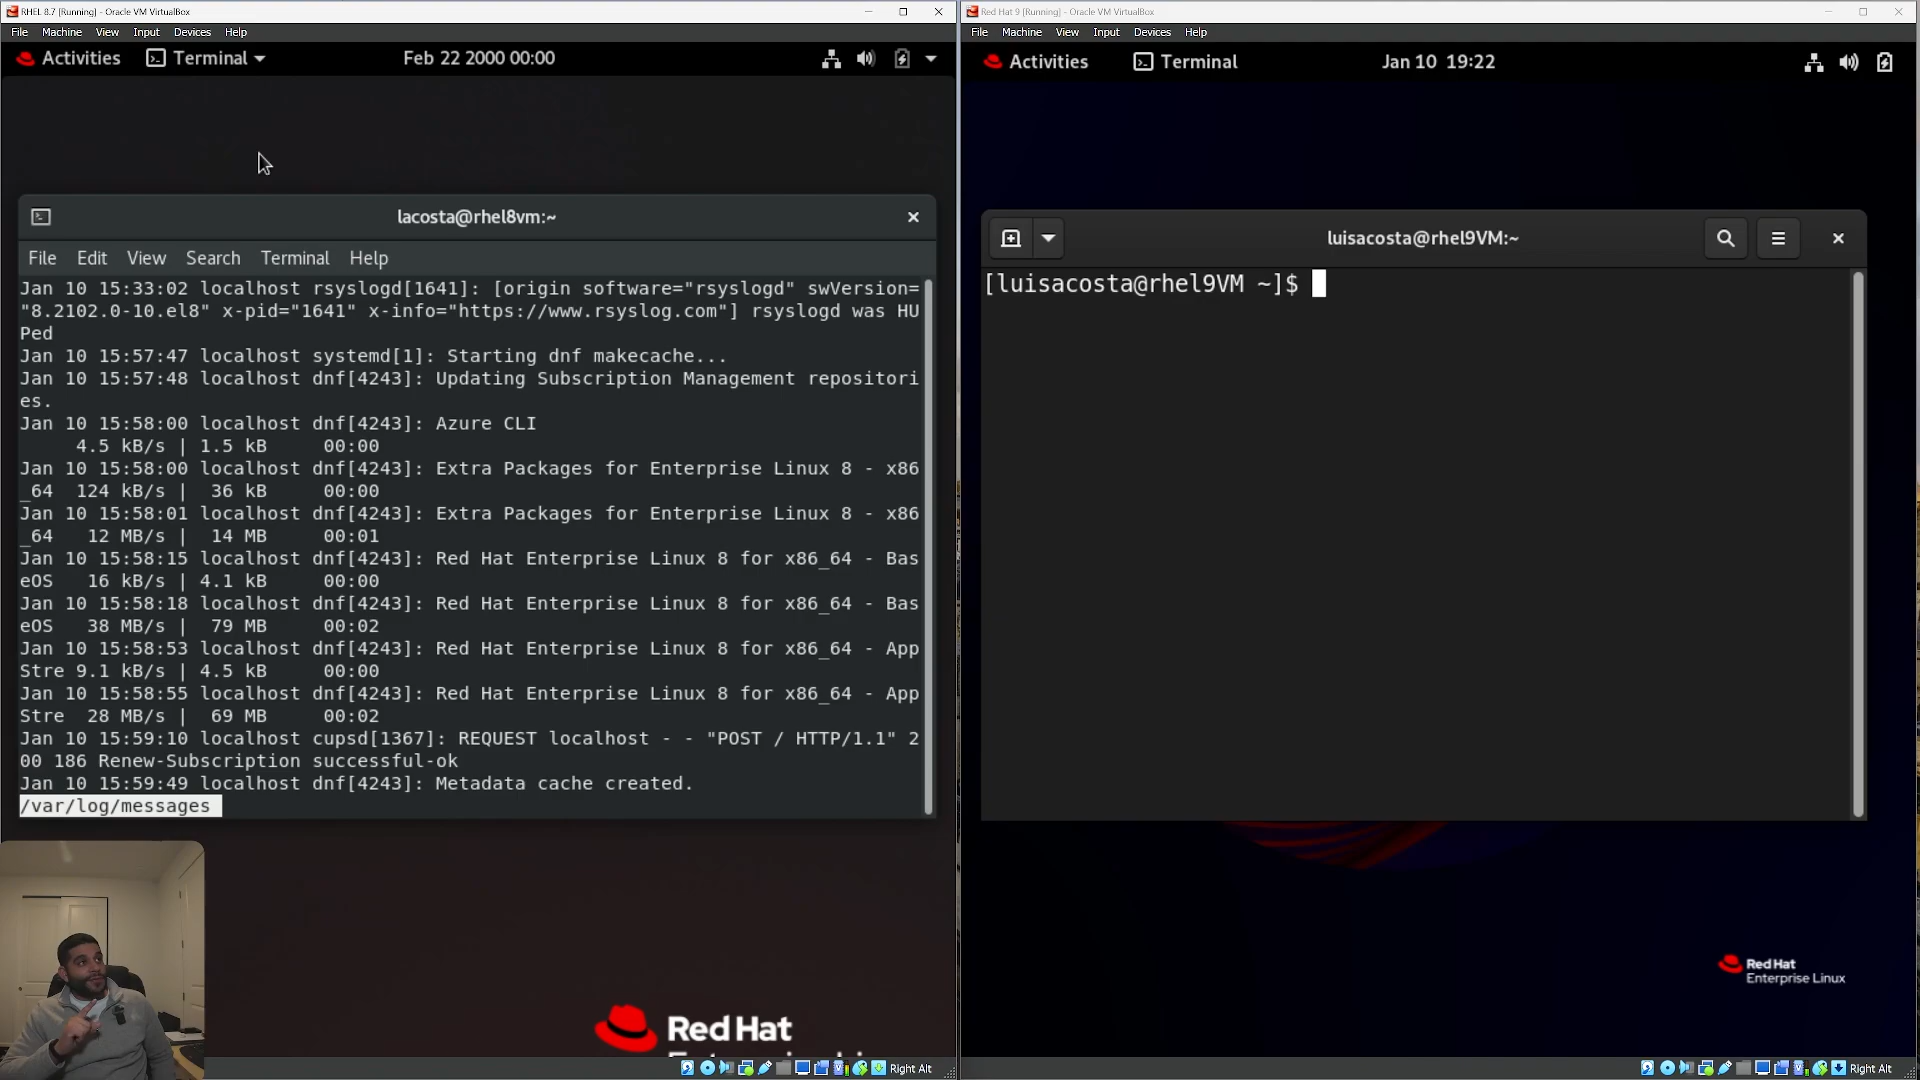 RHEL 8.7 [Running] - Oracle VM VirtualBox
File Machine View Input Devices Help
Activities Terminal Feb 22 2000 00:00
lacosta@rhel8vm:~
File Edit View Search Terminal Help
Jan 10 15:33:02 localhost rsyslogd[1641]: [origin software="rsyslogd" swVersion=
"8.2102.0-10.el8" x-pid="1641" x-info="https://www.rsyslog.com"] rsyslogd was HU
Ped
Jan 10 15:57:47 localhost systemd[1]: Starting dnf makecache...
Jan 10 15:57:48 localhost dnf[4243]: Updating Subscription Management repositori
es.
Jan 10 15:58:00 localhost dnf[4243]: Azure CLI
4.5 kB/s | 1.5 kB 00:00
Jan 10 15:58:00 localhost dnf[4243]: Extra Packages for Enterprise Linux 8 - x86
_64 124 kB/s | 36 kB 00:00
Jan 10 15:58:01 localhost dnf[4243]: Extra Packages for Enterprise Linux 8 - x86
_64 12 MB/s | 14 MB 00:01
Jan 10 15:58:15 localhost dnf[4243]: Red Hat Enterprise Linux 8 for x86_64 - Bas
eOS 16 kB/s | 4.1 kB 00:00
Jan 10 15:58:18 localhost dnf[4243]: Red Hat Enterprise Linux 8 for x86_64 - Bas
eOS 38 MB/s | 79 MB 00:02
Jan 10 15:58:53 localhost dnf[4243]: Red Hat Enterprise Linux 8 for x86_64 - App
Stre 9.1 kB/s | 4.5 kB 00:00
Jan 10 15:58:55 localhost dnf[4243]: Red Hat Enterprise Linux 8 for x86_64 - App
Stre 28 MB/s | 69 MB 00:02
Jan 10 15:59:10 localhost cupsd[1367]: REQUEST localhost - - "POST / HTTP/1.1" 2
00 186 Renew-Subscription successful-ok
Jan 10 15:59:49 localhost dnf[4243]: Metadata cache created.
/var/log/messages
Red Hat
Right Alt
Red Hat 9 [Running] - Oracle VM VirtualBox
File Machine View Input Devices Help
Activities Terminal Jan 10 19:22
luisacosta@rhel9VM:~
[luisacosta@rhel9VM ~]$
Red Hat
Enterprise Linux
Right Alt